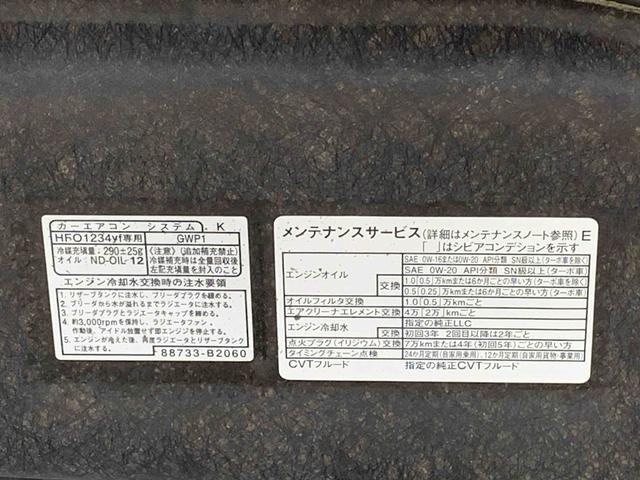 カーエアコン システム K
HFO1234yf専用 GWP1
冷媒充填量:290±25g (注意)(追加補充禁止)
オイル:ND-OIL-12 冷媒補充時は全量回収後
左記充填量を封入のこと
エンジン冷却水交換時の注水要領
1. リザーブタンクに注水し、ブリーダプラグを緩める。
2. ブリーダから水が漏れるまでラジエータに注水する。
3. ブリーダプラグとラジエータキャップを締める。
4. 約3,000rpmを保持し、ラジエータファン
作動後、アイドル放置せず即エンジンを停止する。
5. エンジンが冷えた後、再度ラジエータとリザーブタンク
に注水する。
88733-B2060
メンテナンスサービス(詳細はメンテナンスノート参照) E
[ ]はシビアコンデションを示す
エンジンオイル
SAE 0W-16または0W-20 API分類 SN級以上(ターボ車を除く)
SAE 0W-20 API分類 SN級以上(ターボ車)
交換 1.0[0.5]万kmまたは12[6]ヶ月ごとの早い方(ターボ車を除く)
0.5[0.25]万kmまたは6[3]ヶ月ごとの早い方(ターボ車)
オイルフィルタ交換 1.0[0.5]万kmごと
エアクリーナエレメント交換 4万[2万]kmごと
エンジン冷却水 指定の純正LLC
交換 初回3年 2回目以降は2年ごと
点火プラグ(イリジウム) 交換 7万kmまたは4年(初回5年)ごとの早い方
タイミングチェーン点検 24か月定期(自家用乗用)、12か月定期(自家用貨物・事業用)
CVTフルード 指定の純正CVTフルード